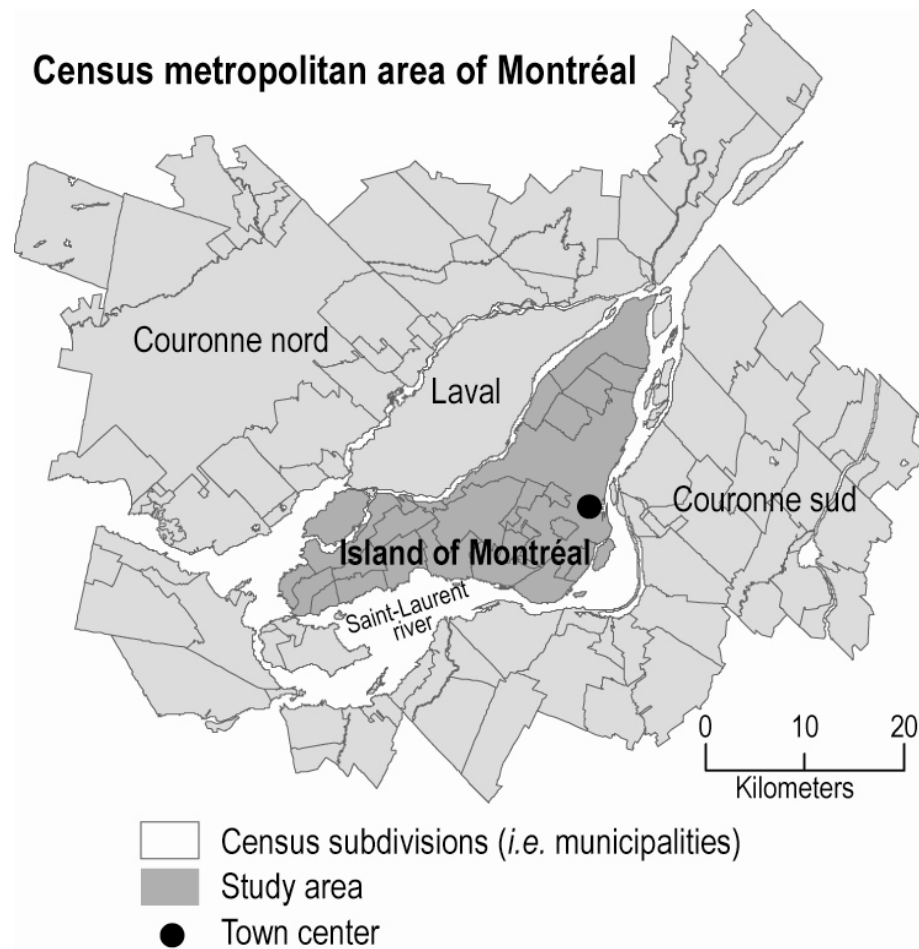 Census metropolitan area of Montréal
Couronne nord
Laval
Couronne sud
Island of Montréal
Saint-Laurent
river
0 10 20
Kilometers
Census subdivisions (i.e. municipalities)
Study area
Town center